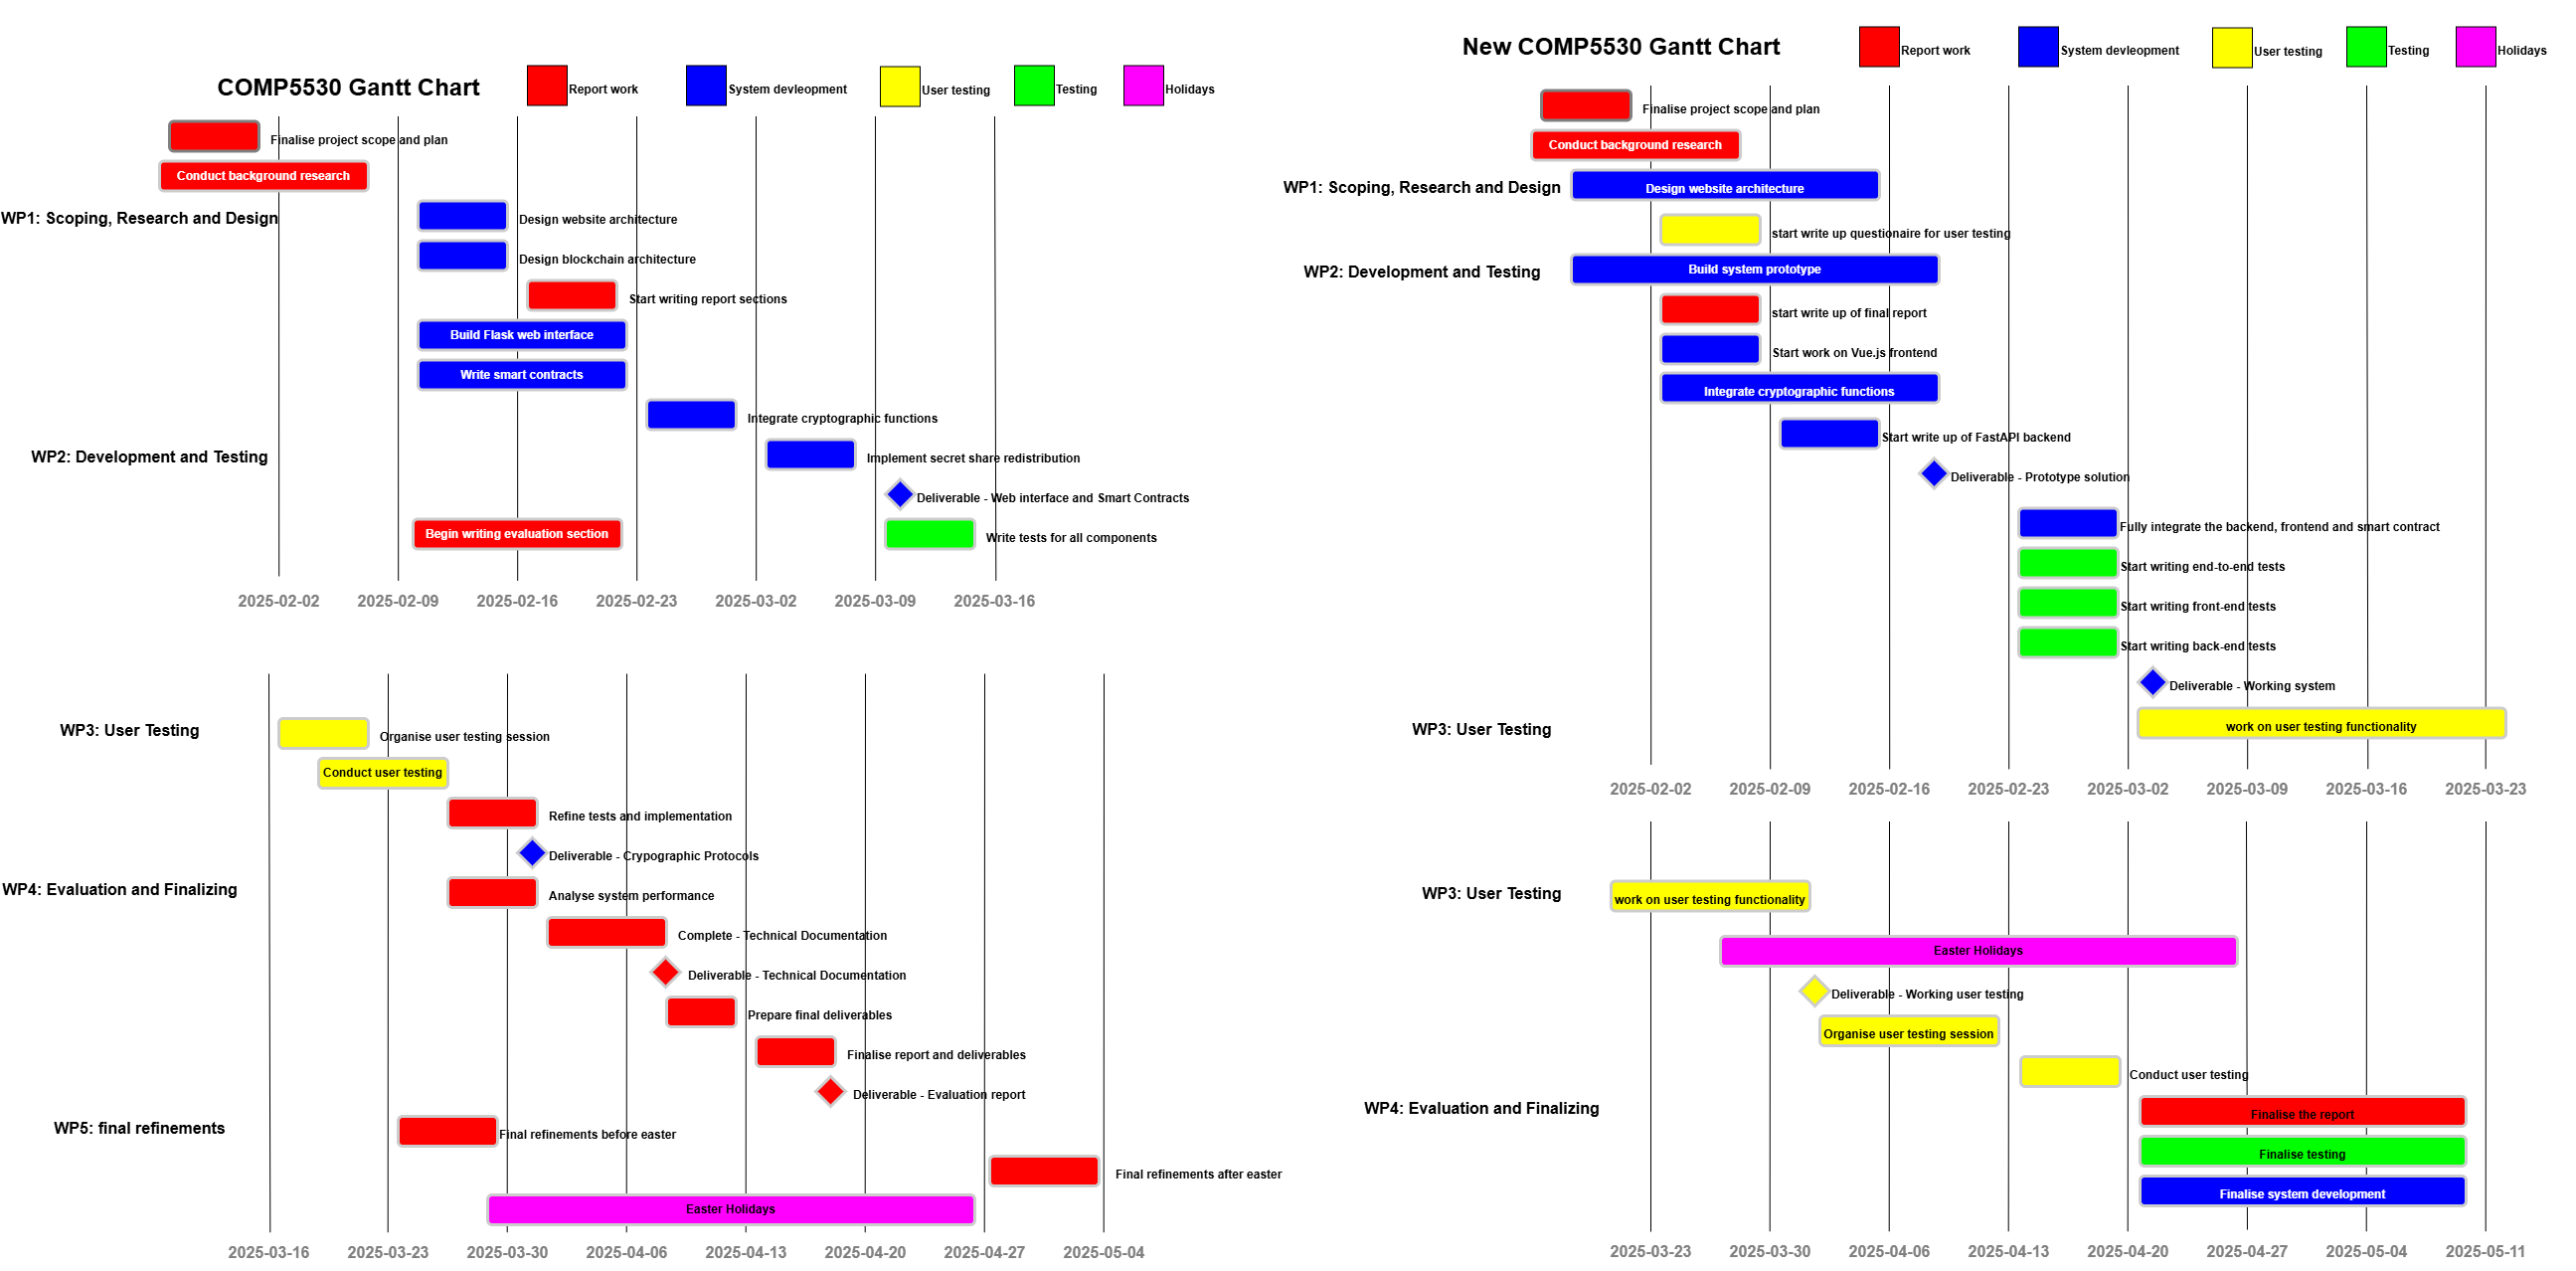 COMP5530 Gantt Chart
Report work
System devleopment
User testing
Testing
Holidays
Finalise project scope and plan
Conduct background research
WP1: Scoping, Research and Design
Design website architecture
Design blockchain architecture
Start writing report sections
Build Flask web interface
Write smart contracts
Integrate cryptographic functions
WP2: Development and Testing
Implement secret share redistribution
Deliverable - Web interface and Smart Contracts
Begin writing evaluation section
Write tests for all components
2025-02-02
2025-02-09
2025-02-16
2025-02-23
2025-03-02
2025-03-09
2025-03-16
WP3: User Testing
Organise user testing session
Conduct user testing
Refine tests and implementation
Deliverable - Crypographic Protocols
WP4: Evaluation and Finalizing
Analyse system performance
Complete - Technical Documentation
Deliverable - Technical Documentation
Prepare final deliverables
Finalise report and deliverables
Deliverable - Evaluation report
WP5: final refinements
Final refinements before easter
Final refinements after easter
Easter Holidays
2025-03-16
2025-03-23
2025-03-30
2025-04-06
2025-04-13
2025-04-20
2025-04-27
2025-05-04
New COMP5530 Gantt Chart
Report work
System devleopment
User testing
Testing
Holidays
Finalise project scope and plan
Conduct background research
WP1: Scoping, Research and Design
Design website architecture
start write up questionaire for user testing
WP2: Development and Testing
Build system prototype
start write up of final report
Start work on Vue.js frontend
Integrate cryptographic functions
Start write up of FastAPI backend
Deliverable - Prototype solution
Fully integrate the backend, frontend and smart contract
Start writing end-to-end tests
Start writing front-end tests
Start writing back-end tests
Deliverable - Working system
WP3: User Testing
work on user testing functionality
2025-02-02
2025-02-09
2025-02-16
2025-02-23
2025-03-02
2025-03-09
2025-03-16
2025-03-23
WP3: User Testing
work on user testing functionality
Easter Holidays
Deliverable - Working user testing
Organise user testing session
Conduct user testing
WP4: Evaluation and Finalizing
Finalise the report
Finalise testing
Finalise system development
2025-03-23
2025-03-30
2025-04-06
2025-04-13
2025-04-20
2025-04-27
2025-05-04
2025-05-11